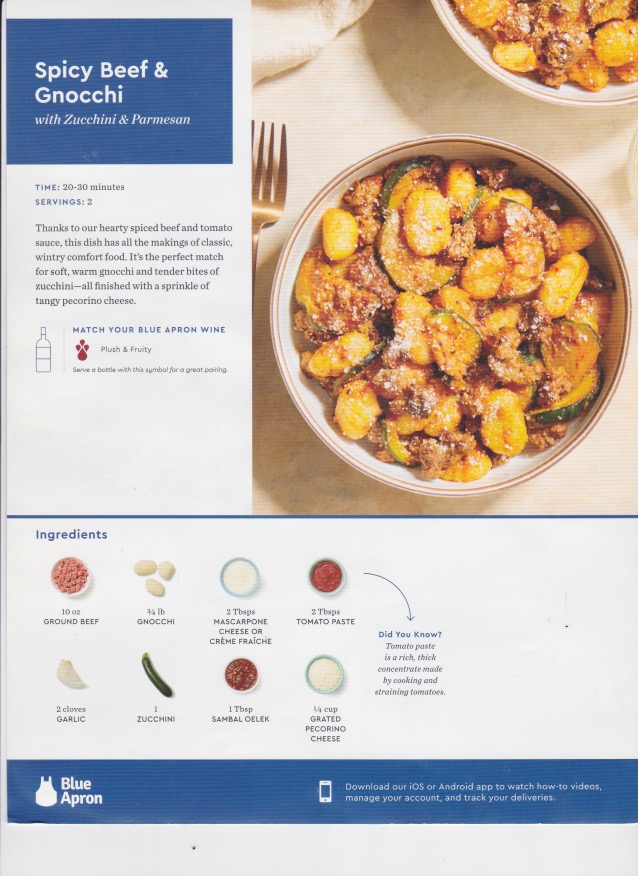 Spicy Beef &
Gnocchi
with Zucchini & Parmesan
TIME: 20-30 minutes
SERVINGS: 2
Thanks to our hearty spiced beef and tomato
sauce, this dish has all the makings of classic,
wintry comfort food. It's the perfect match
for soft, warm gnocchi and tender bites of
zucchini—all finished with a sprinkle of
tangy pecorino cheese.
MATCH YOUR BLUE APRON WINE
Plush & Fruity
Serve a bottle with this symbol for a great pairing.
Ingredients
10 oz
GROUND BEEF
¾ lb
GNOCCHI
2 Tbsps
MASCARPONE
CHEESE OR
CRÈME FRAÎCHE
2 Tbsps
TOMATO PASTE
Did You Know?
Tomato paste
is a rich, thick
concentrate made
by cooking and
straining tomatoes.
2 cloves
GARLIC
1
ZUCCHINI
1 Tbsp
SAMBAL OELEK
¼ cup
GRATED
PECORINO
CHEESE
Blue
Apron
Download our iOS or Android app to watch how-to videos,
manage your account, and track your deliveries.